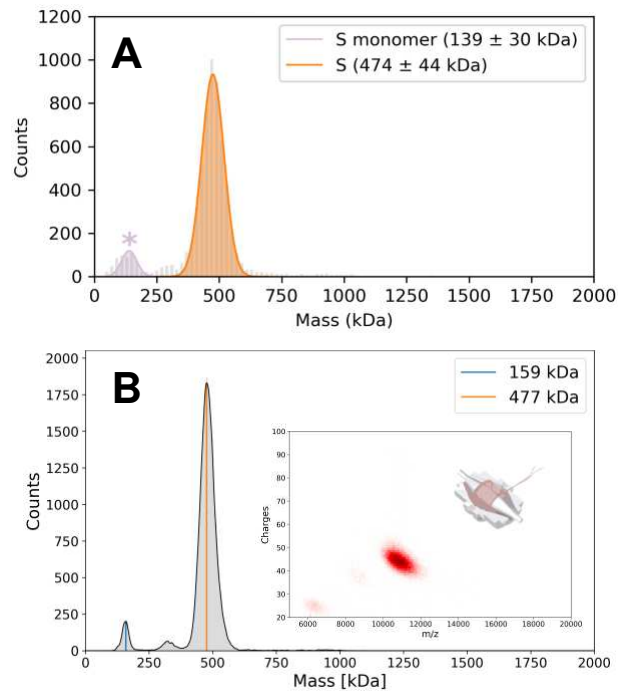 A
S monomer (139 ± 30 kDa)
S (474 ± 44 kDa)
*
Counts
1200
1000
800
600
400
200
0
0 250 500 750 1000 1250 1500 1750 2000
Mass (kDa)
B
159 kDa
477 kDa
Counts
2000
1750
1500
1250
1000
750
500
250
0
Charges
100
90
80
70
60
50
40
30
20
6000 8000 10000 12000 14000 16000 18000 20000
m/z
0 250 500 750 1000 1250 1500 1750 2000
Mass [kDa]